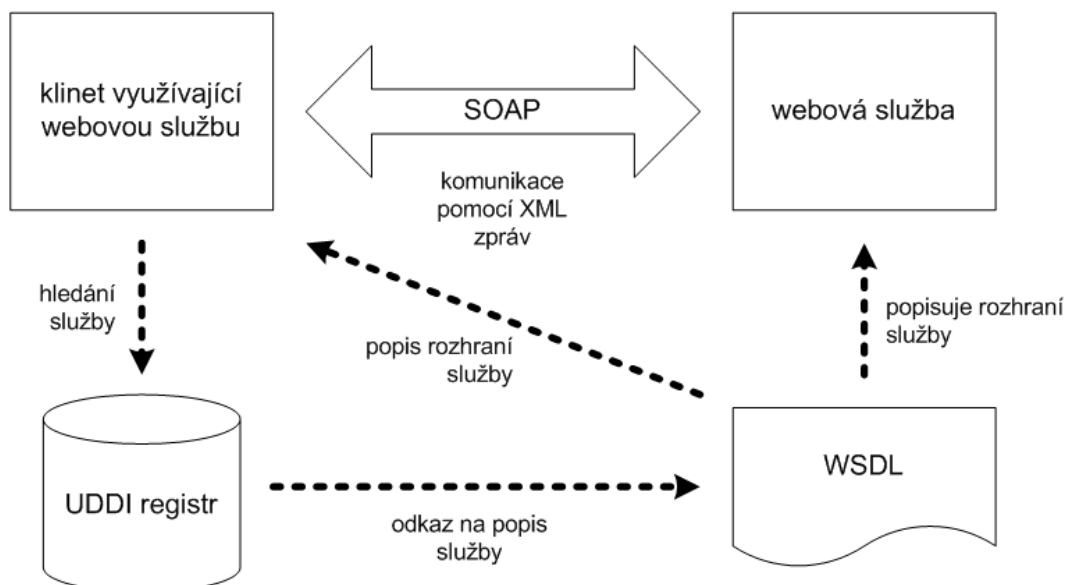 klinet využívající
webovou službu
SOAP
webová služba
komunikace
pomocí XML
zpráv
hledání
služby
popis rozhraní
služby
popisuje rozhraní
služby
UDDI registr
odkaz na popis
služby
WSDL